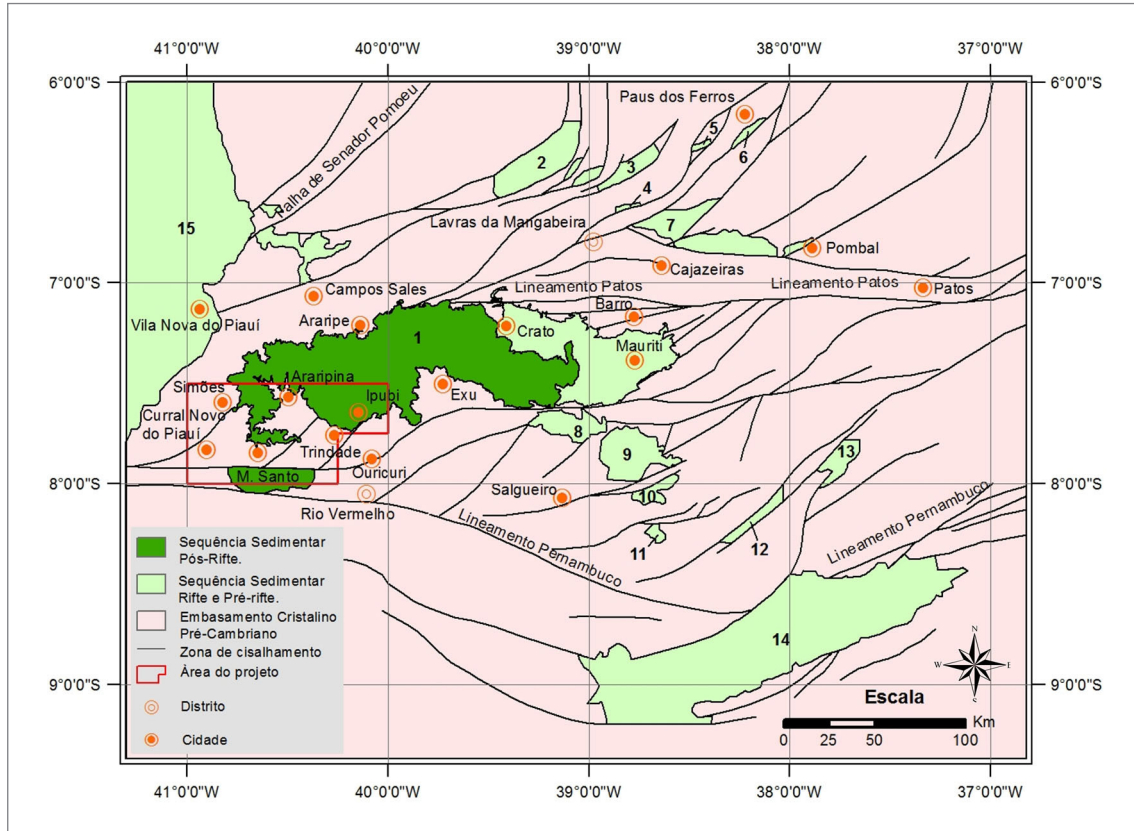 41°0'0"W
40°0'0"W
39°0'0"W
38°0'0"W
37°0'0"W
6°0'0"S
6°0'0"S
Paus dos Ferros
5
6
Falha de Senador Pomoeu
2
3
4
15
Lavras da Mangabeira
7
Pombal
Cajazeiras
7°0'0"S
7°0'0"S
Campos Sales
Lineamento Patos
Lineamento Patos
Patos
Vila Nova do Piauí
Araripe
1
Crato
Barro
Mauriti
Simões
Araripina
Ipubi
Exu
Curral Novo
do Piauí
Trindade
8
9
13
Ouricuri
M. Santo
8°0'0"S
8°0'0"S
Salgueiro
10
Rio Vermelho
Lineamento Pernambuco
11
12
Lineamento Pernambuco
Sequência Sedimentar
Pós-Rifte.
Sequência Sedimentar
Rifte e Pré-rifte.
Embasamento Cristalino
Pré-Cambriano
Zona de cisalhamento
Àrea do projeto
Distrito
Cidade
14
N
W
E
S
9°0'0"S
9°0'0"S
Escala
Km
0
25
50
100
41°0'0"W
40°0'0"W
39°0'0"W
38°0'0"W
37°0'0"W